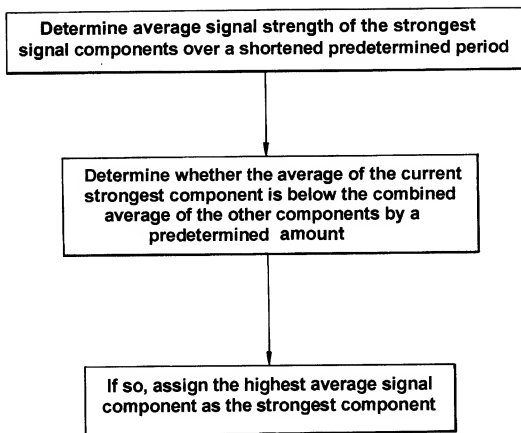 Determine average signal strength of the strongest
signal components over a shortened predetermined period
Determine whether the average of the current
strongest component is below the combined
average of the other components by a
predetermined amount
If so, assign the highest average signal
component as the strongest component